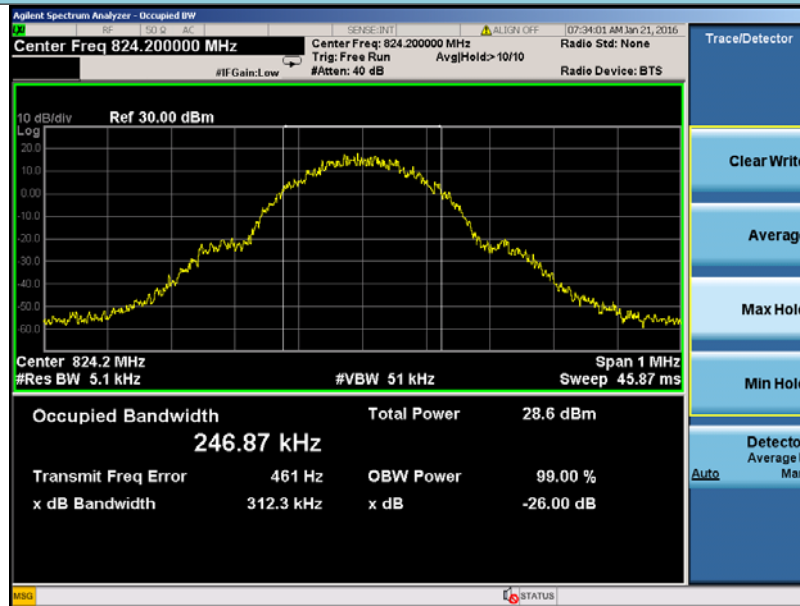 Agilent Spectrum Analyzer - Occupied BW
RF 50 Ω AC SENSE:INT ALIGN OFF 07:34:01 AM Jan 21, 2016
Center Freq 824.200000 MHz
Center Freq: 824.200000 MHz
Radio Std: None
Trig: Free Run Avg|Hold:>10/10
#IFGain:Low
#Atten: 40 dB
Radio Device: BTS
Trace/Detector
10 dB/div Ref 30.00 dBm
Log
20.0
10.0
0.00
-10.0
-20.0
-30.0
-40.0
-50.0
-60.0
Center 824.2 MHz
Span 1 MHz
#Res BW 5.1 kHz
#VBW 51 kHz
Sweep 45.87 ms
Occupied Bandwidth
246.87 kHz
Total Power 28.6 dBm
Transmit Freq Error 461 Hz
OBW Power 99.00 %
x dB Bandwidth 312.3 kHz
x dB -26.00 dB
Clear Write
Average
Max Hold
Min Hold
Detector
Average
Auto
MSG
STATUS